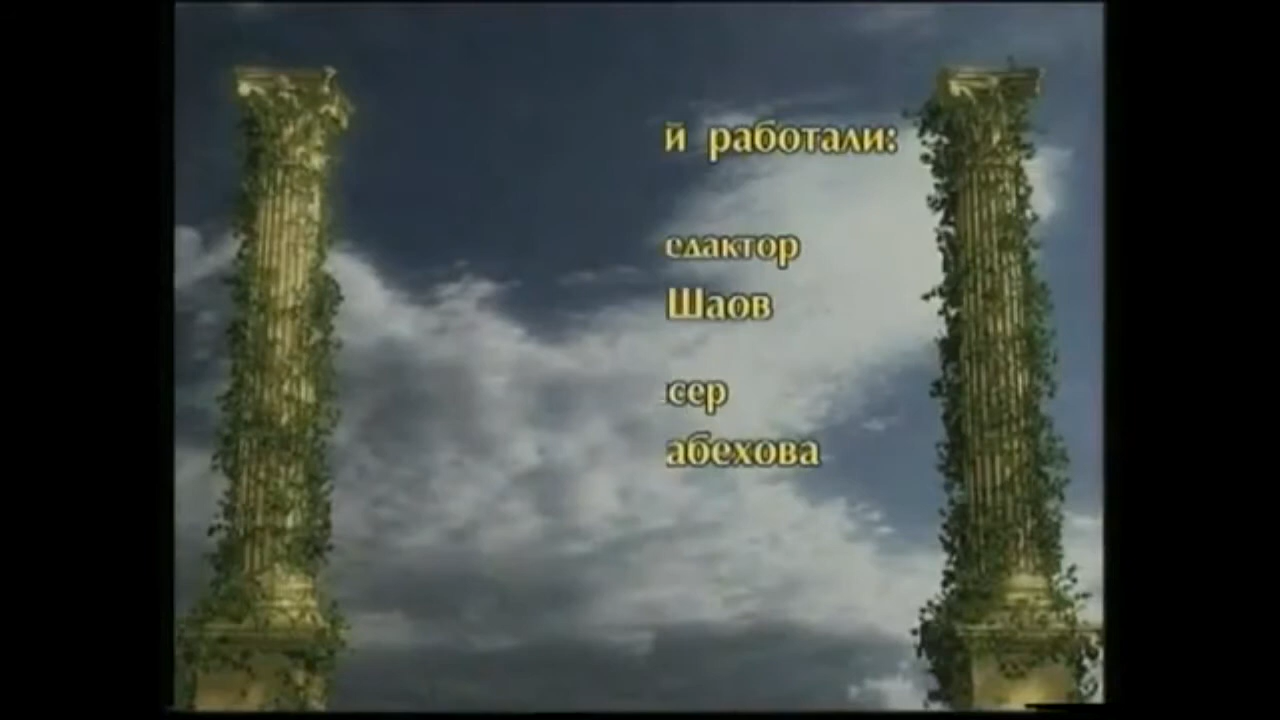 й работали:
едактор
Шаов
сер
абехова